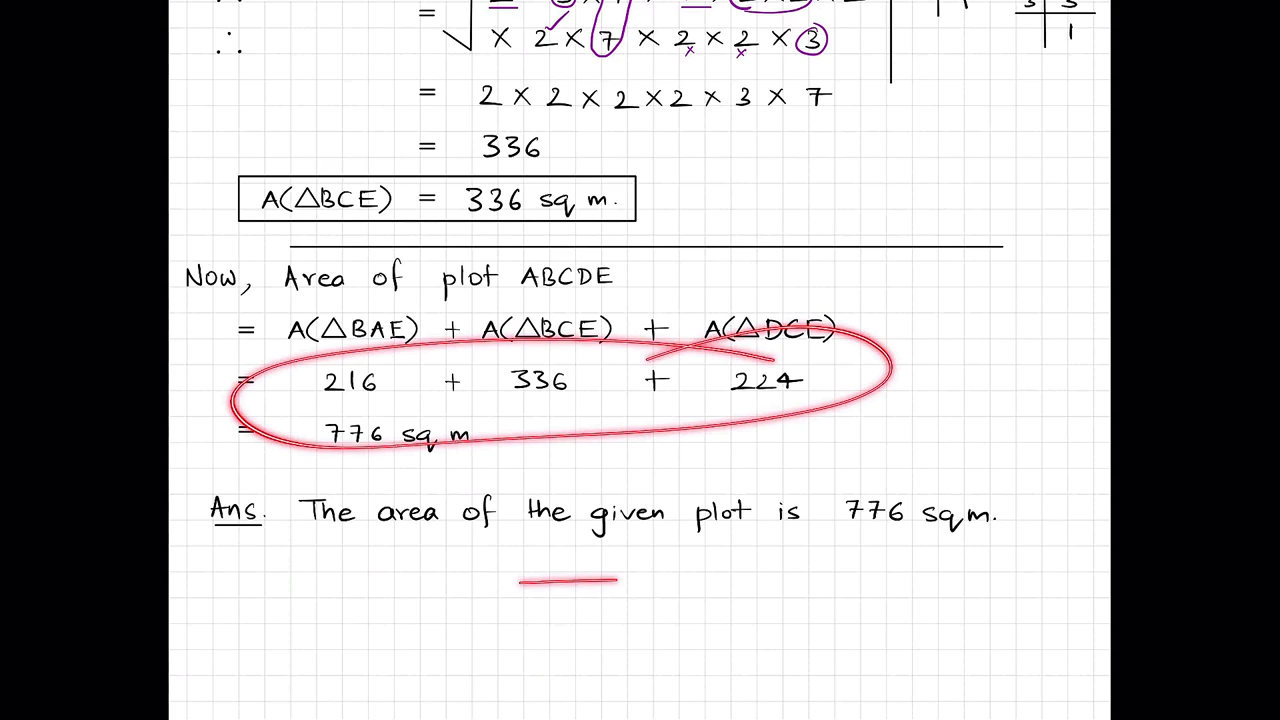 ∴ = √
∴ × 2 × 7 × 2 × 2 × 3
1
= 2 × 2 × 2 × 2 × 3 × 7
= 336
A(△BCE) = 336 sq m.
Now, Area of plot ABCDE
= A(△BAE) + A(△BCE) + A(△DCE)
= 216 + 336 + 224
= 776 sq m
Ans. The area of the given plot is 776 sq m.